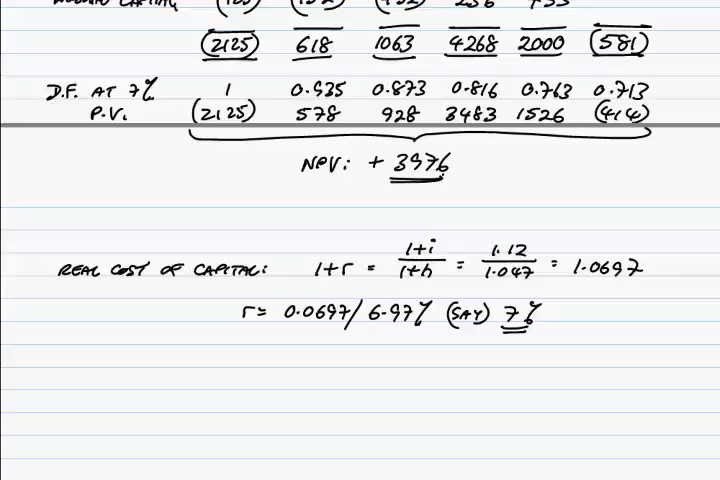 (2125) 618 1063 4268 2000 (581)
D.F. AT 7% 1 0.935 0.873 0.816 0.763 0.713
P.V. (2125) 578 928 3483 1526 (414)
NPV: + 3976
REAL COST OF CAPITAL: 1+r = 1+i / 1+h = 1.12 / 1.047 = 1.0697
r= 0.0697/ 6.97% (SAY) 7%